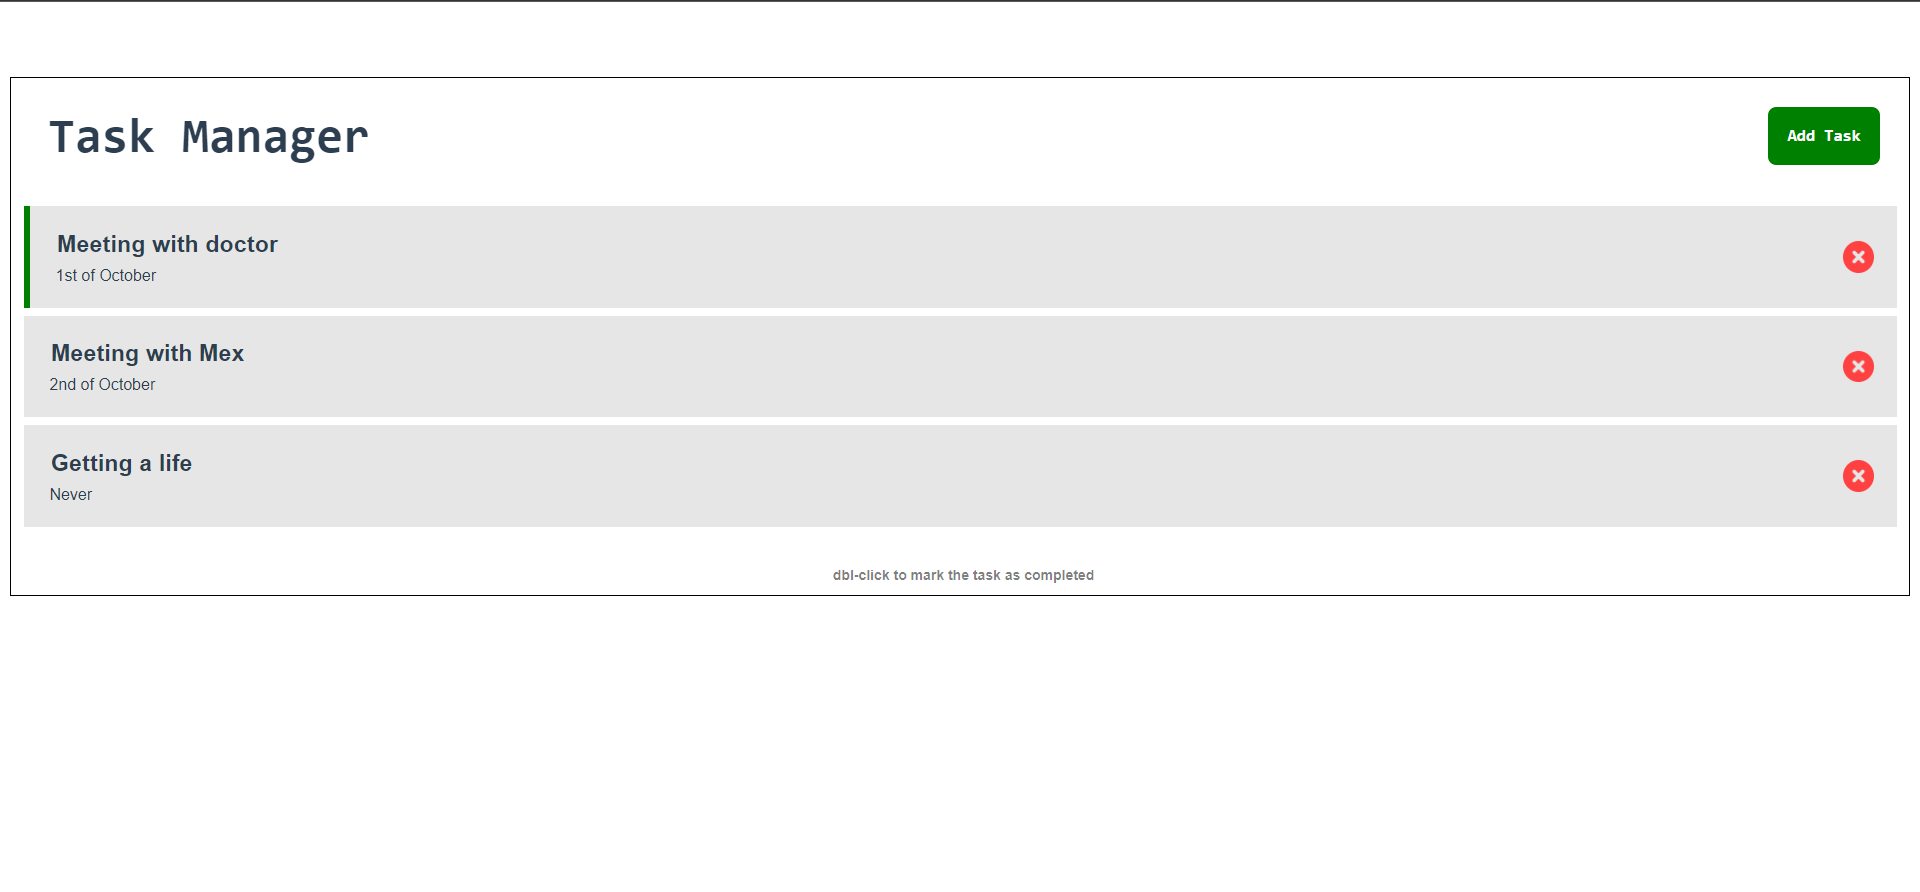 Task Manager
Add Task
Meeting with doctor
1st of October
Meeting with Mex
2nd of October
Getting a life
Never
dbl-click to mark the task as completed